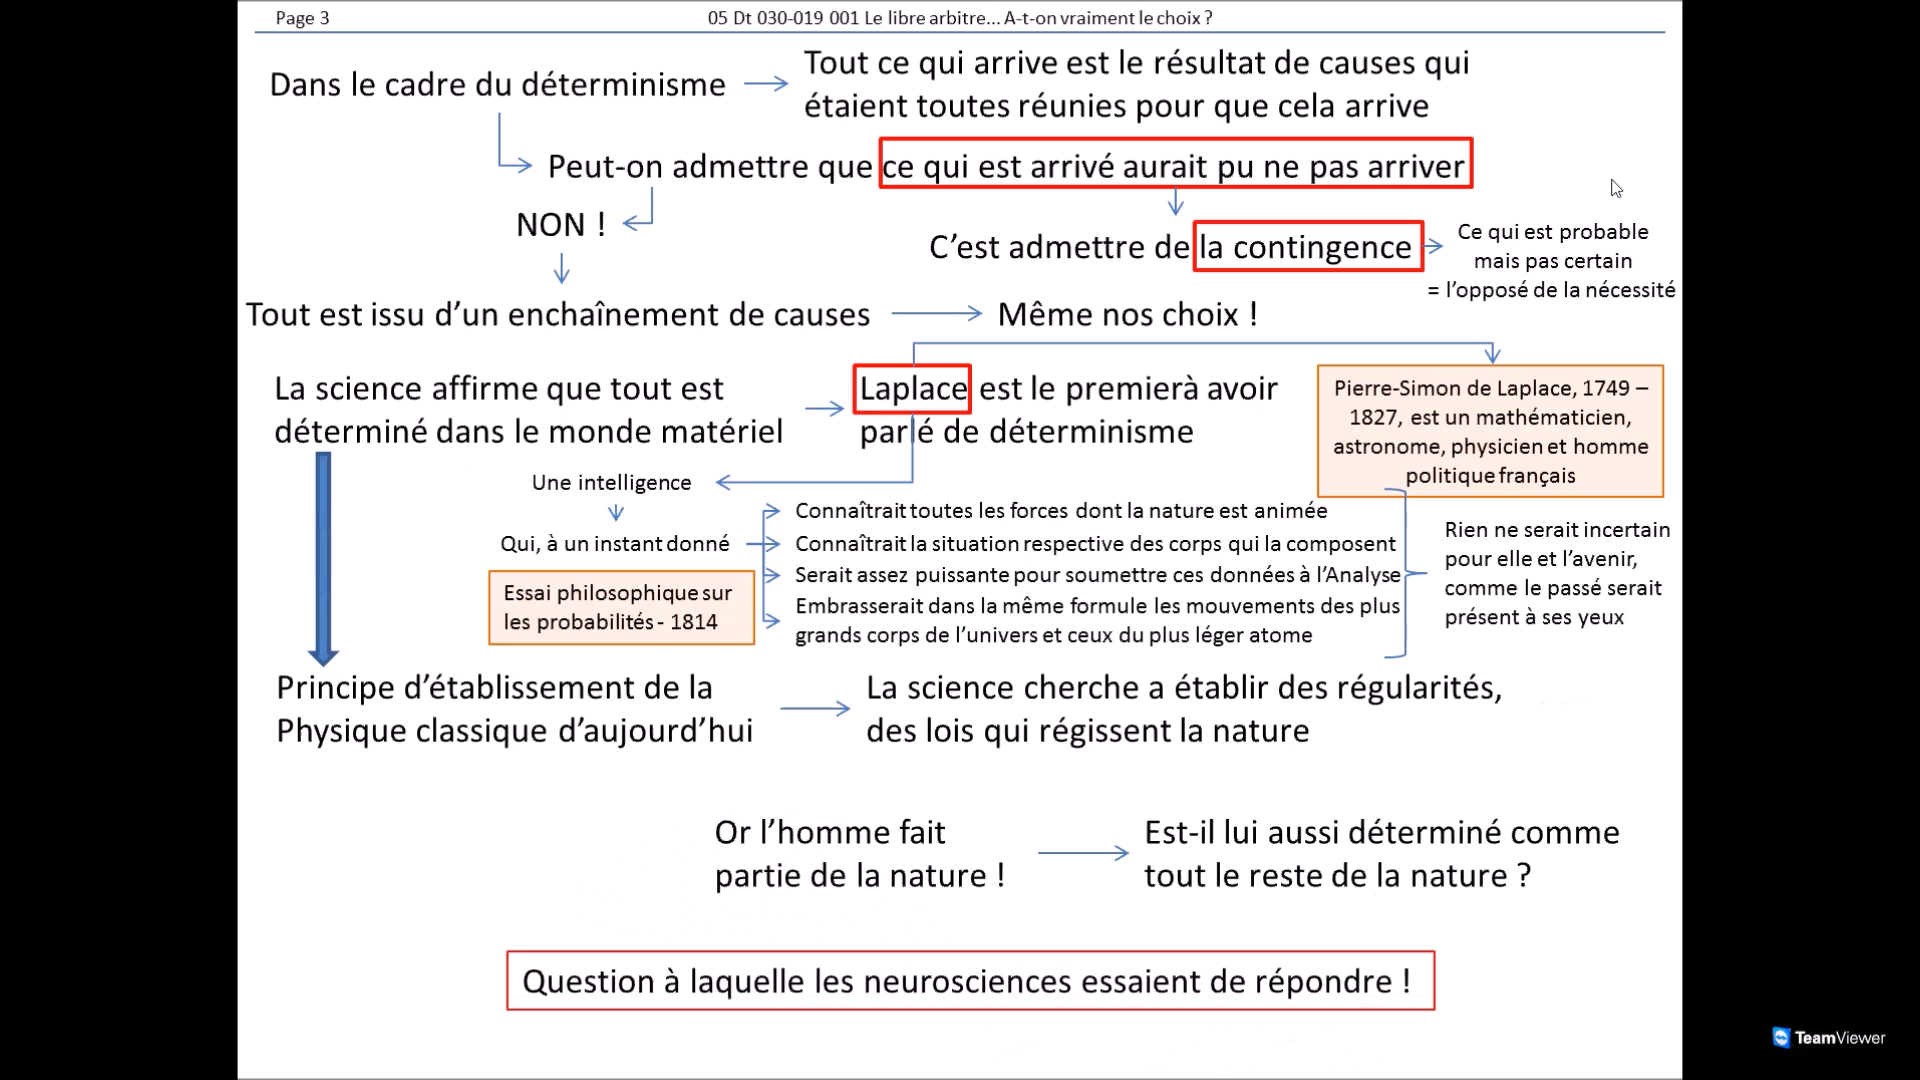 Page 3
05 Dt 030-019 001 Le libre arbitre... A-t-on vraiment le choix ?
Dans le cadre du déterminisme
Tout ce qui arrive est le résultat de causes qui
étaient toutes réunies pour que cela arrive
Peut-on admettre que ce qui est arrivé aurait pu ne pas arriver
NON !
C’est admettre de la contingence
Ce qui est probable
mais pas certain
= l’opposé de la nécessité
Tout est issu d’un enchaînement de causes
Même nos choix !
La science affirme que tout est
déterminé dans le monde matériel
Laplace est le premierà avoir
parlé de déterminisme
Pierre-Simon de Laplace, 1749 –
1827, est un mathématicien,
astronome, physicien et homme
politique français
Une intelligence
Qui, à un instant donné
Essai philosophique sur
les probabilités - 1814
Connaîtrait toutes les forces dont la nature est animée
Connaîtrait la situation respective des corps qui la composent
Serait assez puissante pour soumettre ces données à l’Analyse
Embrasserait dans la même formule les mouvements des plus
grands corps de l’univers et ceux du plus léger atome
Rien ne serait incertain
pour elle et l’avenir,
comme le passé serait
présent à ses yeux
Principe d’établissement de la
Physique classique d’aujourd’hui
La science cherche a établir des régularités,
des lois qui régissent la nature
Or l’homme fait
partie de la nature !
Est-il lui aussi déterminé comme
tout le reste de la nature ?
Question à laquelle les neurosciences essaient de répondre !
TeamViewer